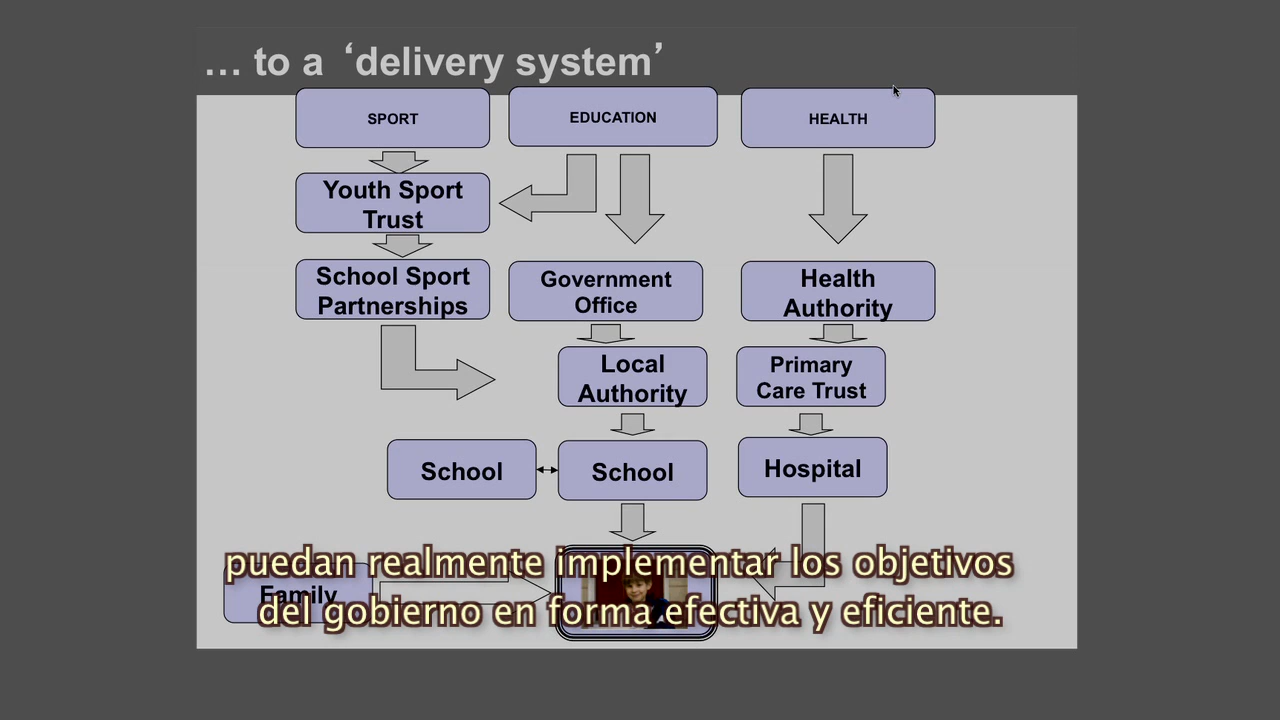 … to a ‘delivery system’
SPORT
EDUCATION
HEALTH
Youth Sport
Trust
School Sport
Partnerships
Government
Office
Health
Authority
Local
Authority
Primary
Care Trust
School
School
Hospital
Family
puedan realmente implementar los objetivos
del gobierno en forma efectiva y eficiente.